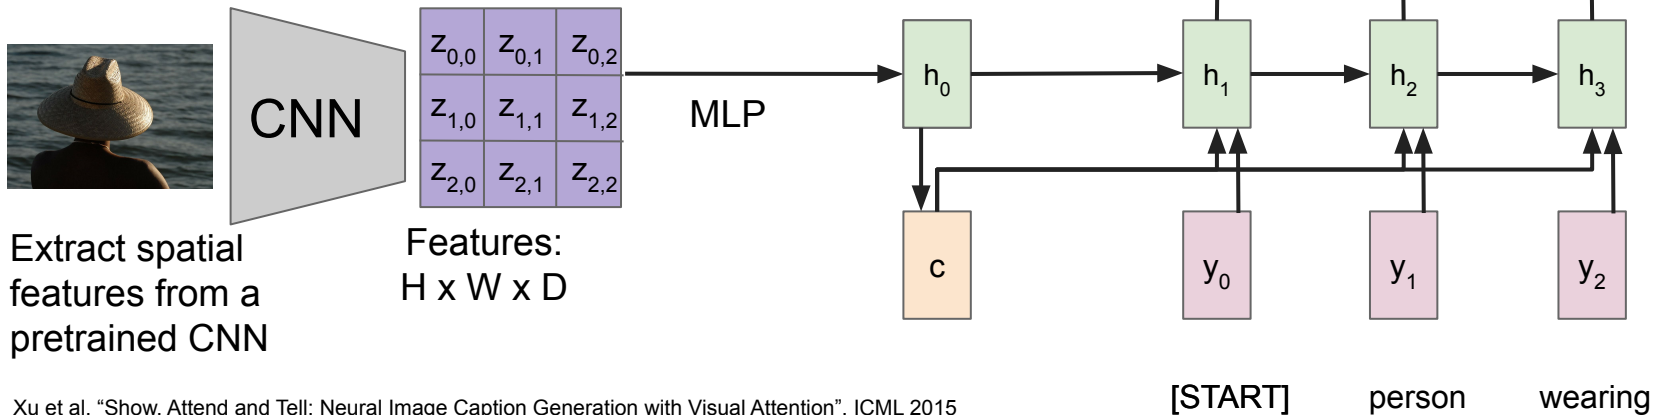 CNN
z0,0 z0,1 z0,2
z1,0 z1,1 z1,2
z2,0 z2,1 z2,2
MLP
h0
h1
h2
h3
c
y0
y1
y2
Extract spatial
features from a
pretrained CNN
Features:
H x W x D
[START]
person
wearing
Xu et al, “Show, Attend and Tell: Neural Image Caption Generation with Visual Attention”, ICML 2015